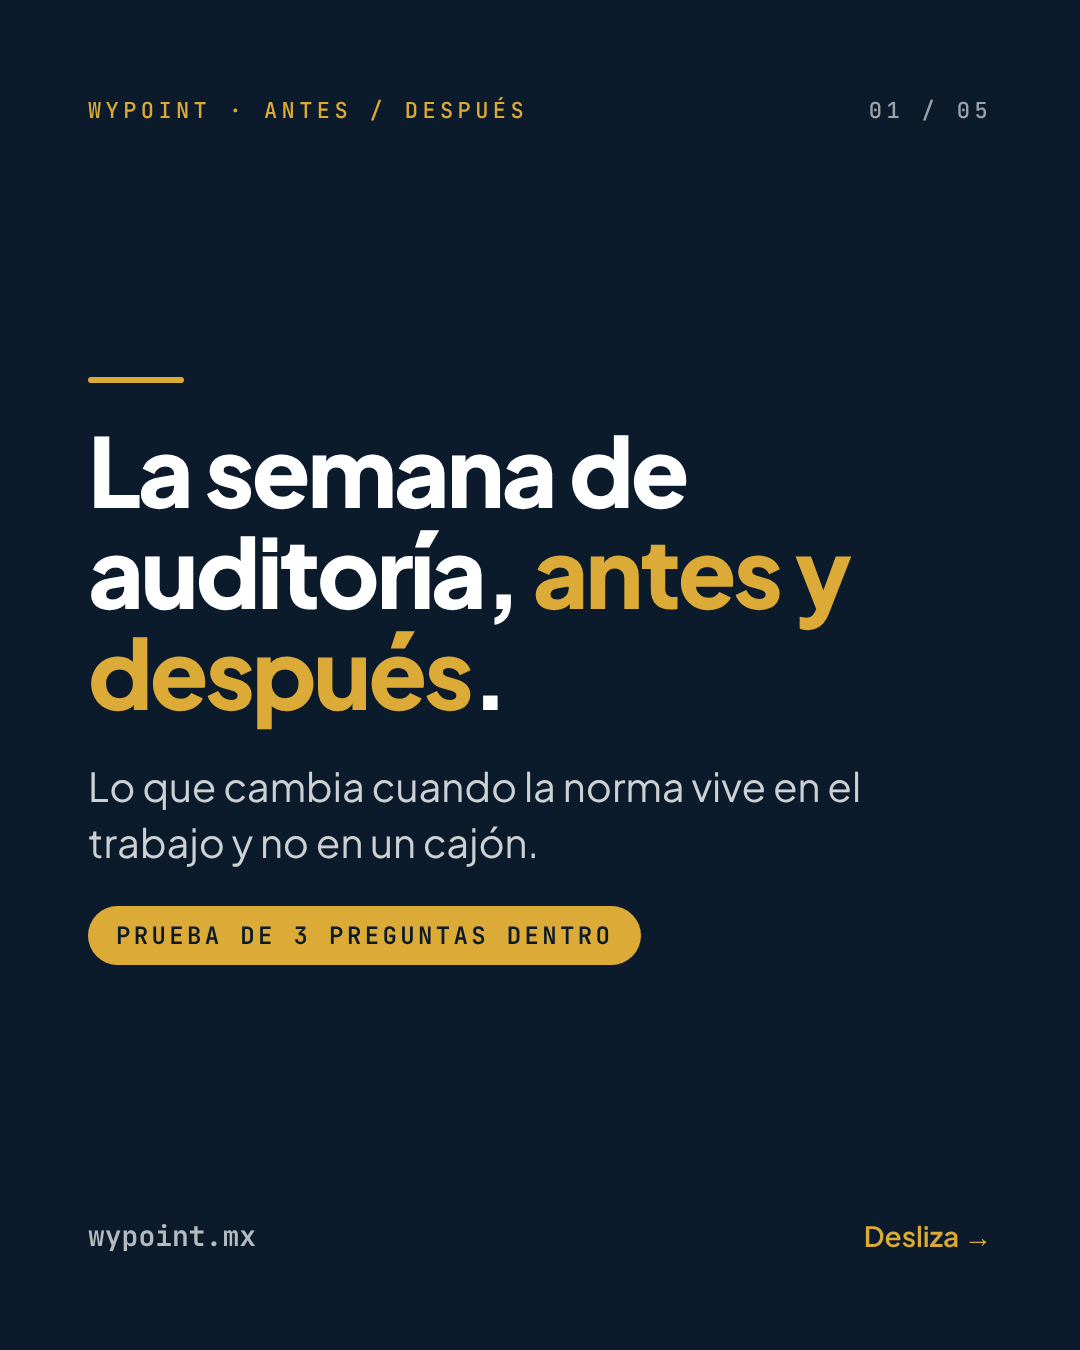 WYPOINT · ANTES / DESPUÉS
01 / 05
La semana de
auditoría, antes y
después.
Lo que cambia cuando la norma vive en el
trabajo y no en un cajón.
PRUEBA DE 3 PREGUNTAS DENTRO
wypoint.mx
Desliza →